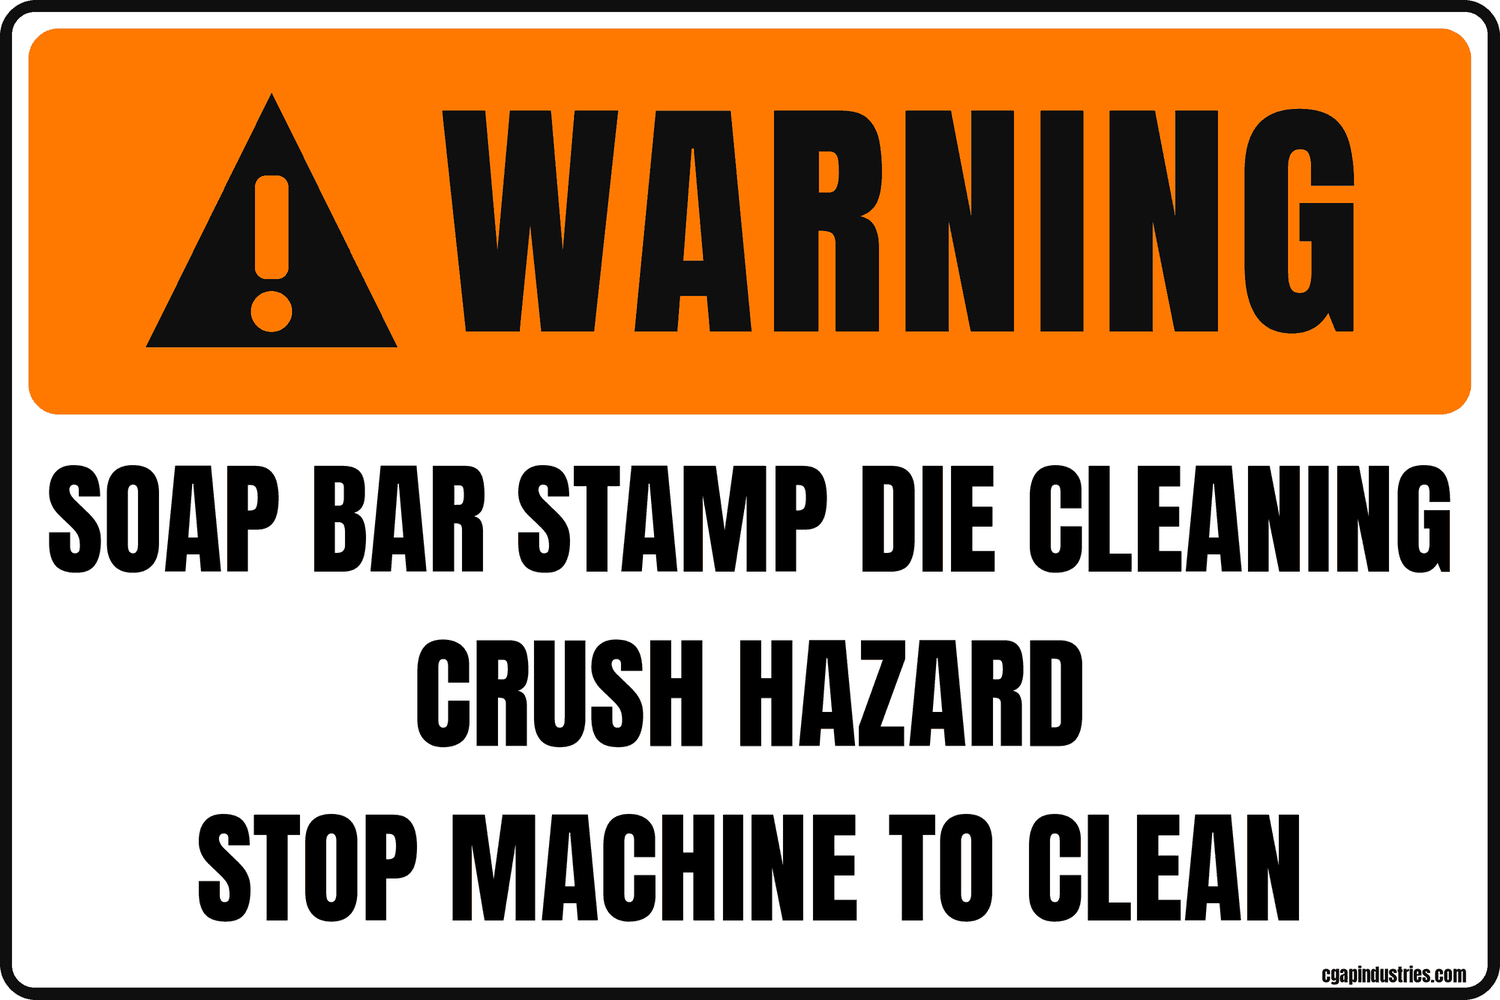 WARNING
SOAP BAR STAMP DIE CLEANING
CRUSH HAZARD
STOP MACHINE TO CLEAN
cgapindustries.com